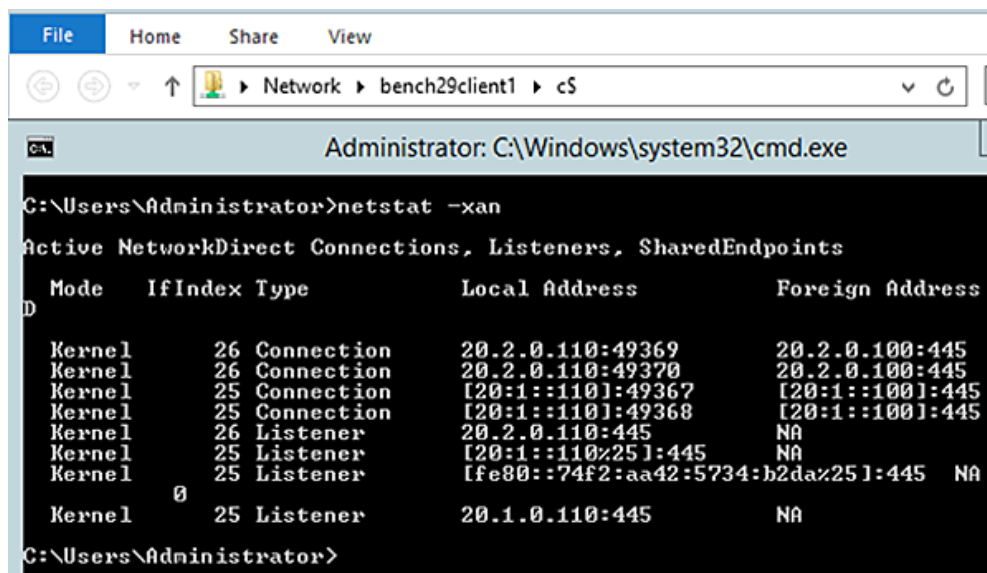 File Home Share View
Network bench29client1 c$
Administrator: C:\Windows\system32\cmd.exe
C:\Users\Administrator>netstat -xan
Active NetworkDirect Connections, Listeners, SharedEndpoints
Mode IfIndex Type Local Address Foreign Address
D
Kernel 26 Connection 20.2.0.110:49369 20.2.0.100:445
Kernel 26 Connection 20.2.0.110:49370 20.2.0.100:445
Kernel 25 Connection [20:1::110]:49367 [20:1::100]:445
Kernel 25 Connection [20:1::110]:49368 [20:1::100]:445
Kernel 26 Listener 20.2.0.110:445 NA
Kernel 25 Listener [20:1::110%25]:445 NA
Kernel 25 Listener [fe80::74f2:aa42:5734:b2da%25]:445 NA
0
Kernel 25 Listener 20.1.0.110:445 NA
C:\Users\Administrator>